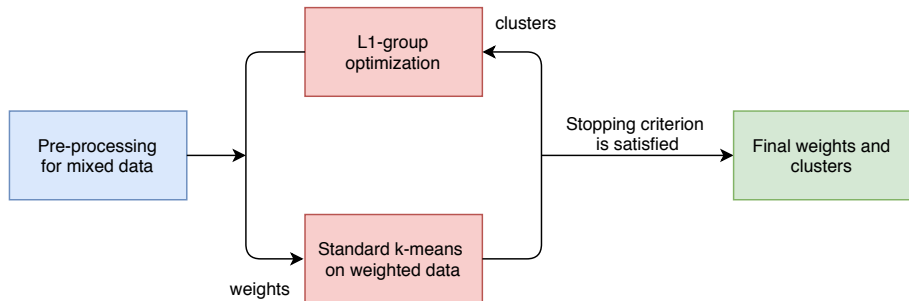 clusters
L1-group
optimization
Pre-processing
for mixed data
Stopping criterion
is satisfied
Final weights and
clusters
Standard k-means
on weighted data
weights